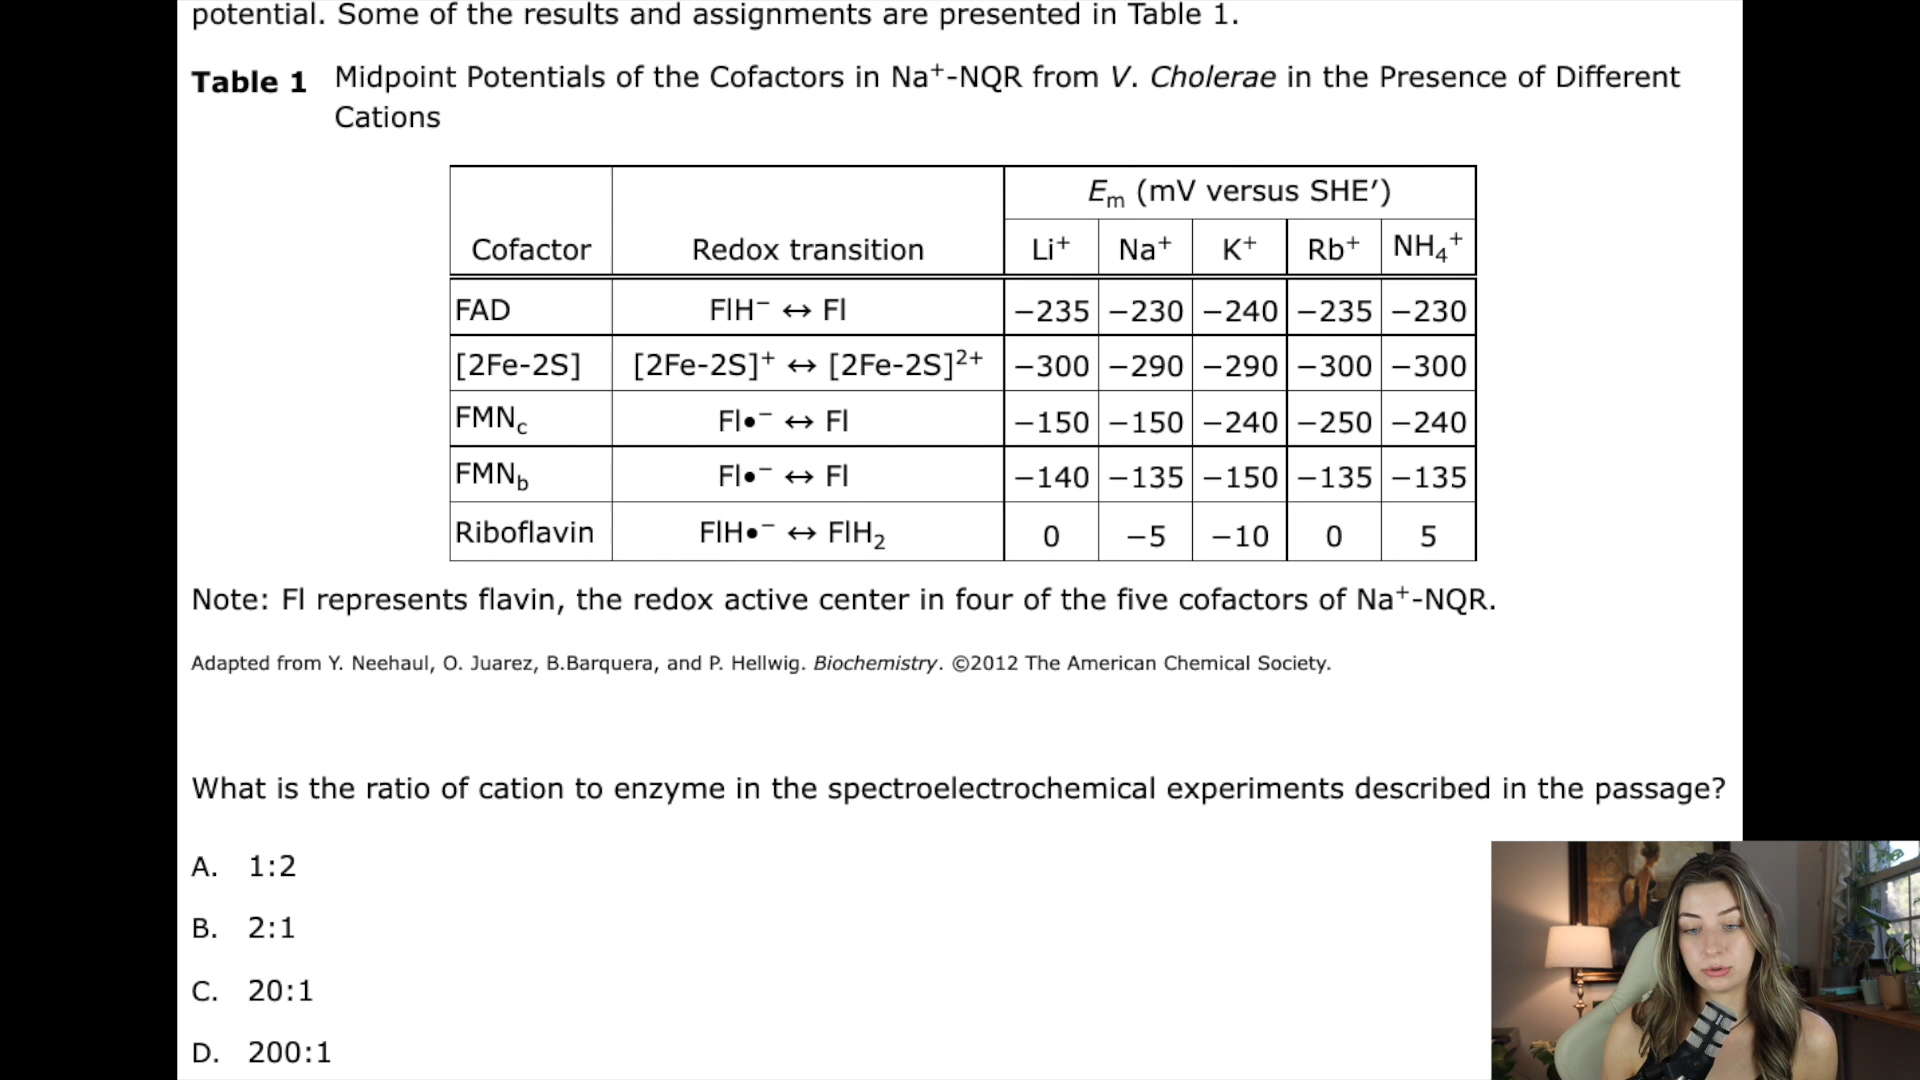 potential. Some of the results and assignments are presented in Table 1.
Table 1 Midpoint Potentials of the Cofactors in Na⁺-NQR from V. Cholerae in the Presence of Different
Cations
Eₘ (mV versus SHE′)
Cofactor Redox transition Li⁺ Na⁺ K⁺ Rb⁺ NH₄⁺
FAD FlH⁻ ↔ Fl −235 −230 −240 −235 −230
[2Fe-2S] [2Fe-2S]⁺ ↔ [2Fe-2S]²⁺ −300 −290 −290 −300 −300
FMNc Fl•⁻ ↔ Fl −150 −150 −240 −250 −240
FMNb Fl•⁻ ↔ Fl −140 −135 −150 −135 −135
Riboflavin FlH•⁻ ↔ FlH₂ 0 −5 −10 0 5
Note: Fl represents flavin, the redox active center in four of the five cofactors of Na⁺-NQR.
Adapted from Y. Neehaul, O. Juarez, B.Barquera, and P. Hellwig. Biochemistry. ©2012 The American Chemical Society.
What is the ratio of cation to enzyme in the spectroelectrochemical experiments described in the passage?
A. 1:2
B. 2:1
C. 20:1
D. 200:1